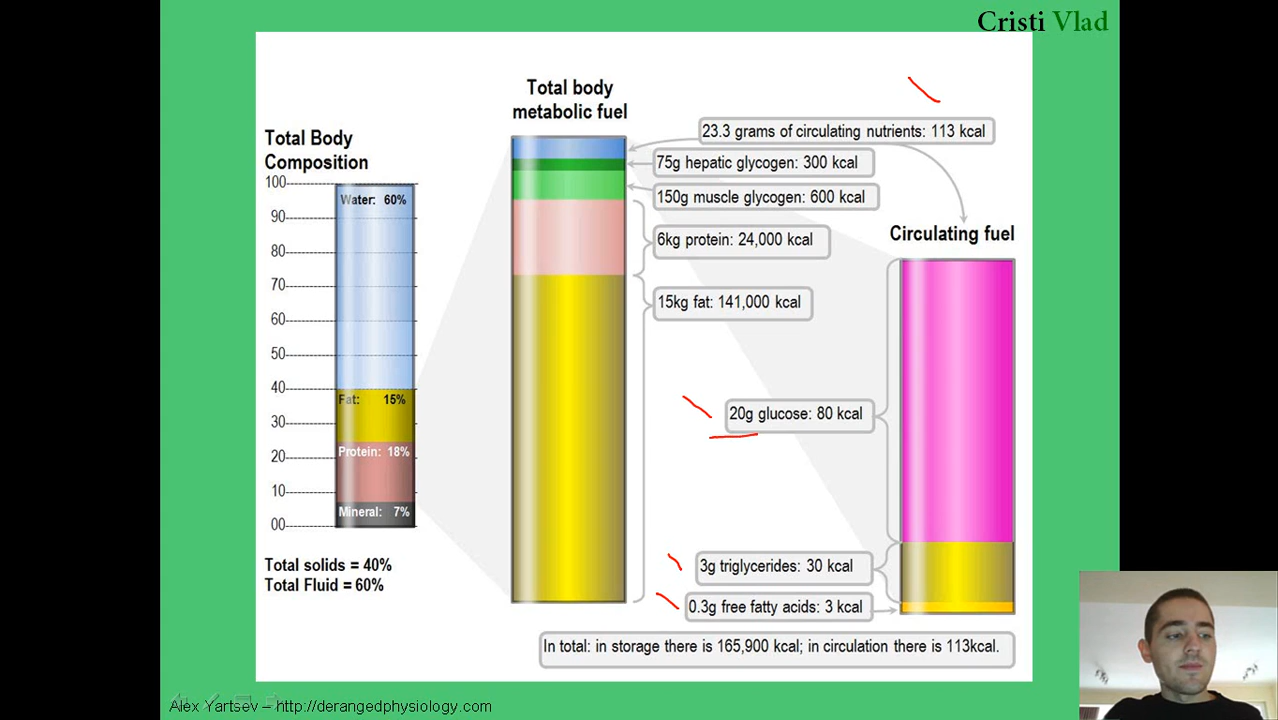 Cristi Vlad
Total body
metabolic fuel
23.3 grams of circulating nutrients: 113 kcal
Total Body
Composition
75g hepatic glycogen: 300 kcal
150g muscle glycogen: 600 kcal
6kg protein: 24,000 kcal
Circulating fuel
15kg fat: 141,000 kcal
100
90
80
70
60
50
40
30
20
10
00
Water: 60%
Fat: 15%
Protein: 18%
Mineral: 7%
20g glucose: 80 kcal
3g triglycerides: 30 kcal
0.3g free fatty acids: 3 kcal
Total solids = 40%
Total Fluid = 60%
In total: in storage there is 165,900 kcal; in circulation there is 113kcal.
Alex Yartsev – http://derangedphysiology.com